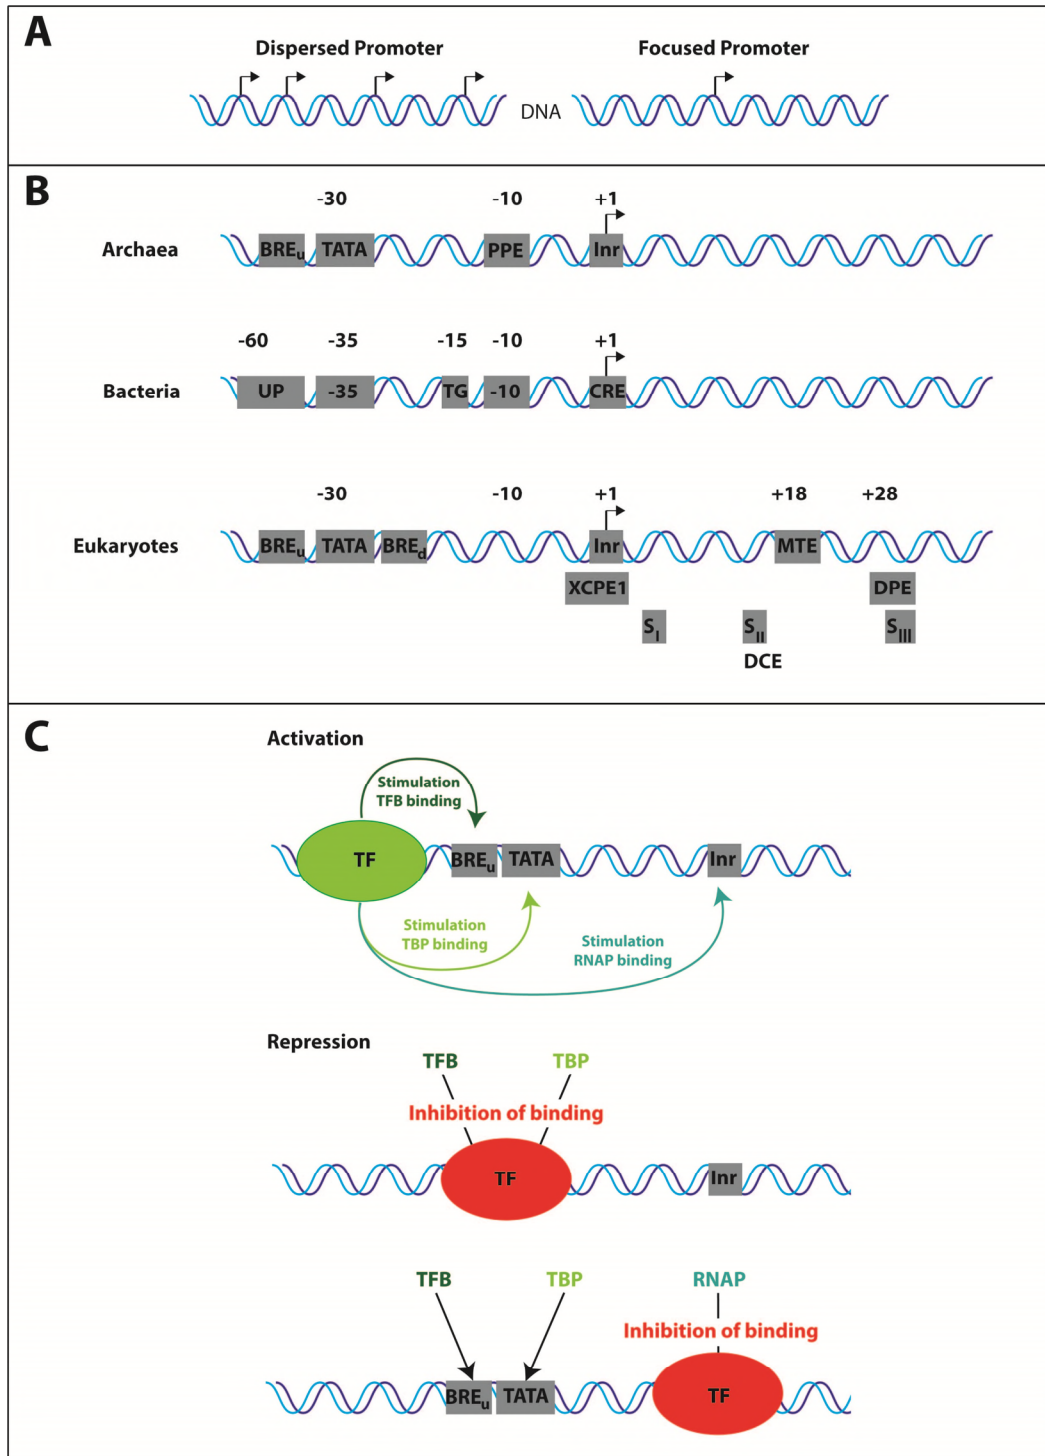 A
Dispersed Promoter
Focused Promoter
DNA
B
-30 -10 +1
Archaea BREu TATA PPE Inr
-60 -35 -15 -10 +1
Bacteria UP -35 TG -10 CRE
-30 -10 +1 +18 +28
Eukaryotes BREu TATA BREd Inr MTE
XCPE1 DPE
SI SII SIII
DCE
C
Activation
Stimulation
TFB binding
TF BREu TATA Inr
Stimulation
TBP binding
Stimulation
RNAP binding
Repression
TFB TBP
Inhibition of binding
TF Inr
TFB TBP RNAP
Inhibition of binding
BREu TATA TF